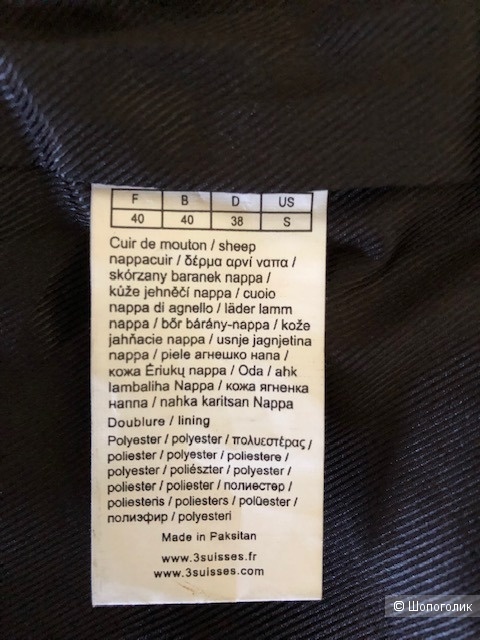 F B D US
40 40 38 S
Cuir de mouton / sheep
nappacuir / δέρμα αρνί ναπα /
skórzany baranek nappa /
kůže jehněčí nappa / cuoio
nappa di agnello / läder lamm
nappa / bőr bárány-nappa / kože
jahňacie nappa / usnje jagnjetina
nappa / piele агнешко напа /
кожа Ēriukų nappa / Oda / ahk
lambaliha Nappa / кожа ягненка
наппа / nahka karitsan Nappa
Doublure / lining
Polyester / polyester / πολυεστέρας /
poliester / polyester / poliestere /
polyester / poliészter / polyester /
poliester / poliester / полиестер /
poliesteris / poliesters / polüester /
полиэфир / polyesteri
Made in Paksitan
www.3suisses.fr
www.3suisses.com
© Шопоголик